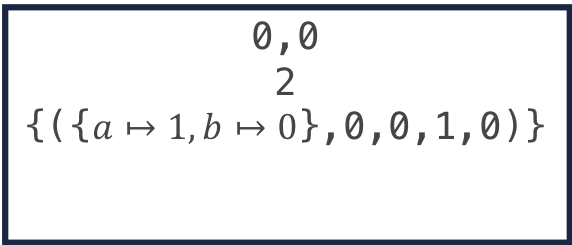 0,0
2
{({a ↦ 1, b ↦ 0},0,0,1,0)}